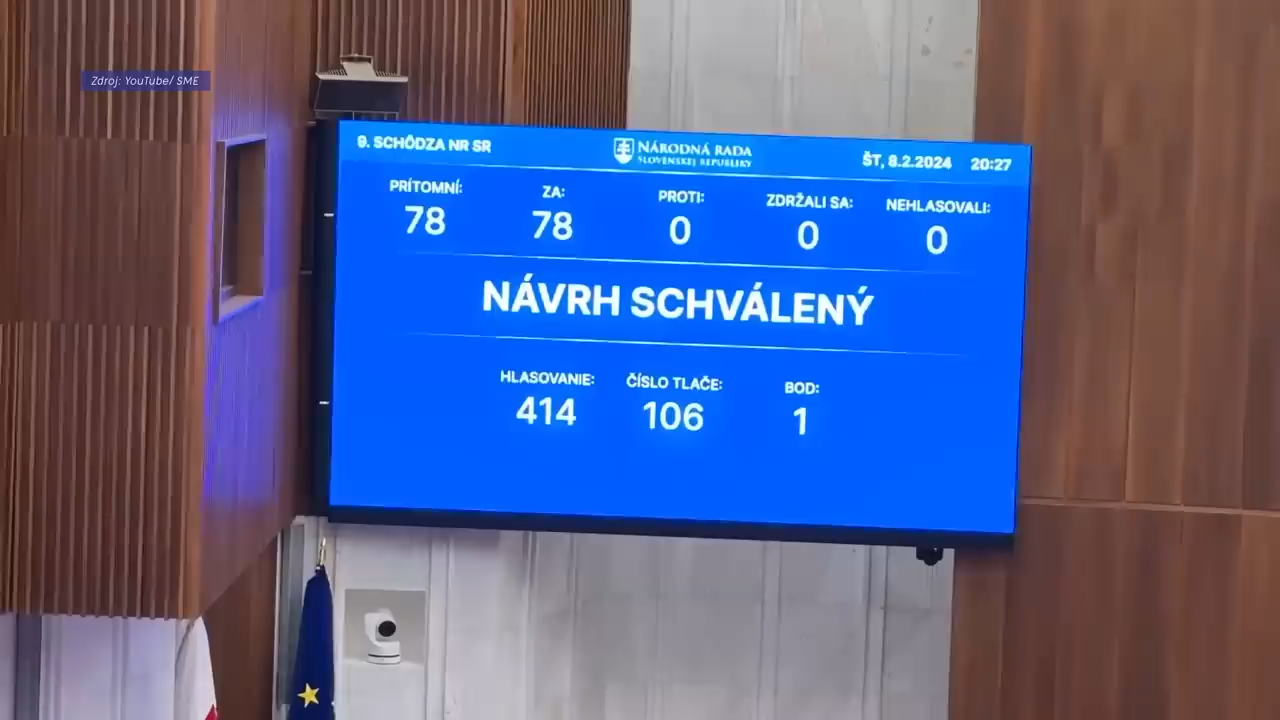 Zdroj: YouTube/ SME
9. SCHÔDZA NR SR
NÁRODNÁ RADA
SLOVENSKEJ REPUBLIKY
ŠT, 8.2.2024 20:27
PRÍTOMNÍ: ZA: PROTI: ZDRŽALI SA: NEHLASOVALI:
78 78 0 0 0
NÁVRH SCHVÁLENÝ
HLASOVANIE: ČÍSLO TLAČE: BOD:
414 106 1